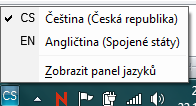 CS Čeština (Česká republika)
EN Angličtina (Spojené státy)
Zobrazit panel jazyků
CS